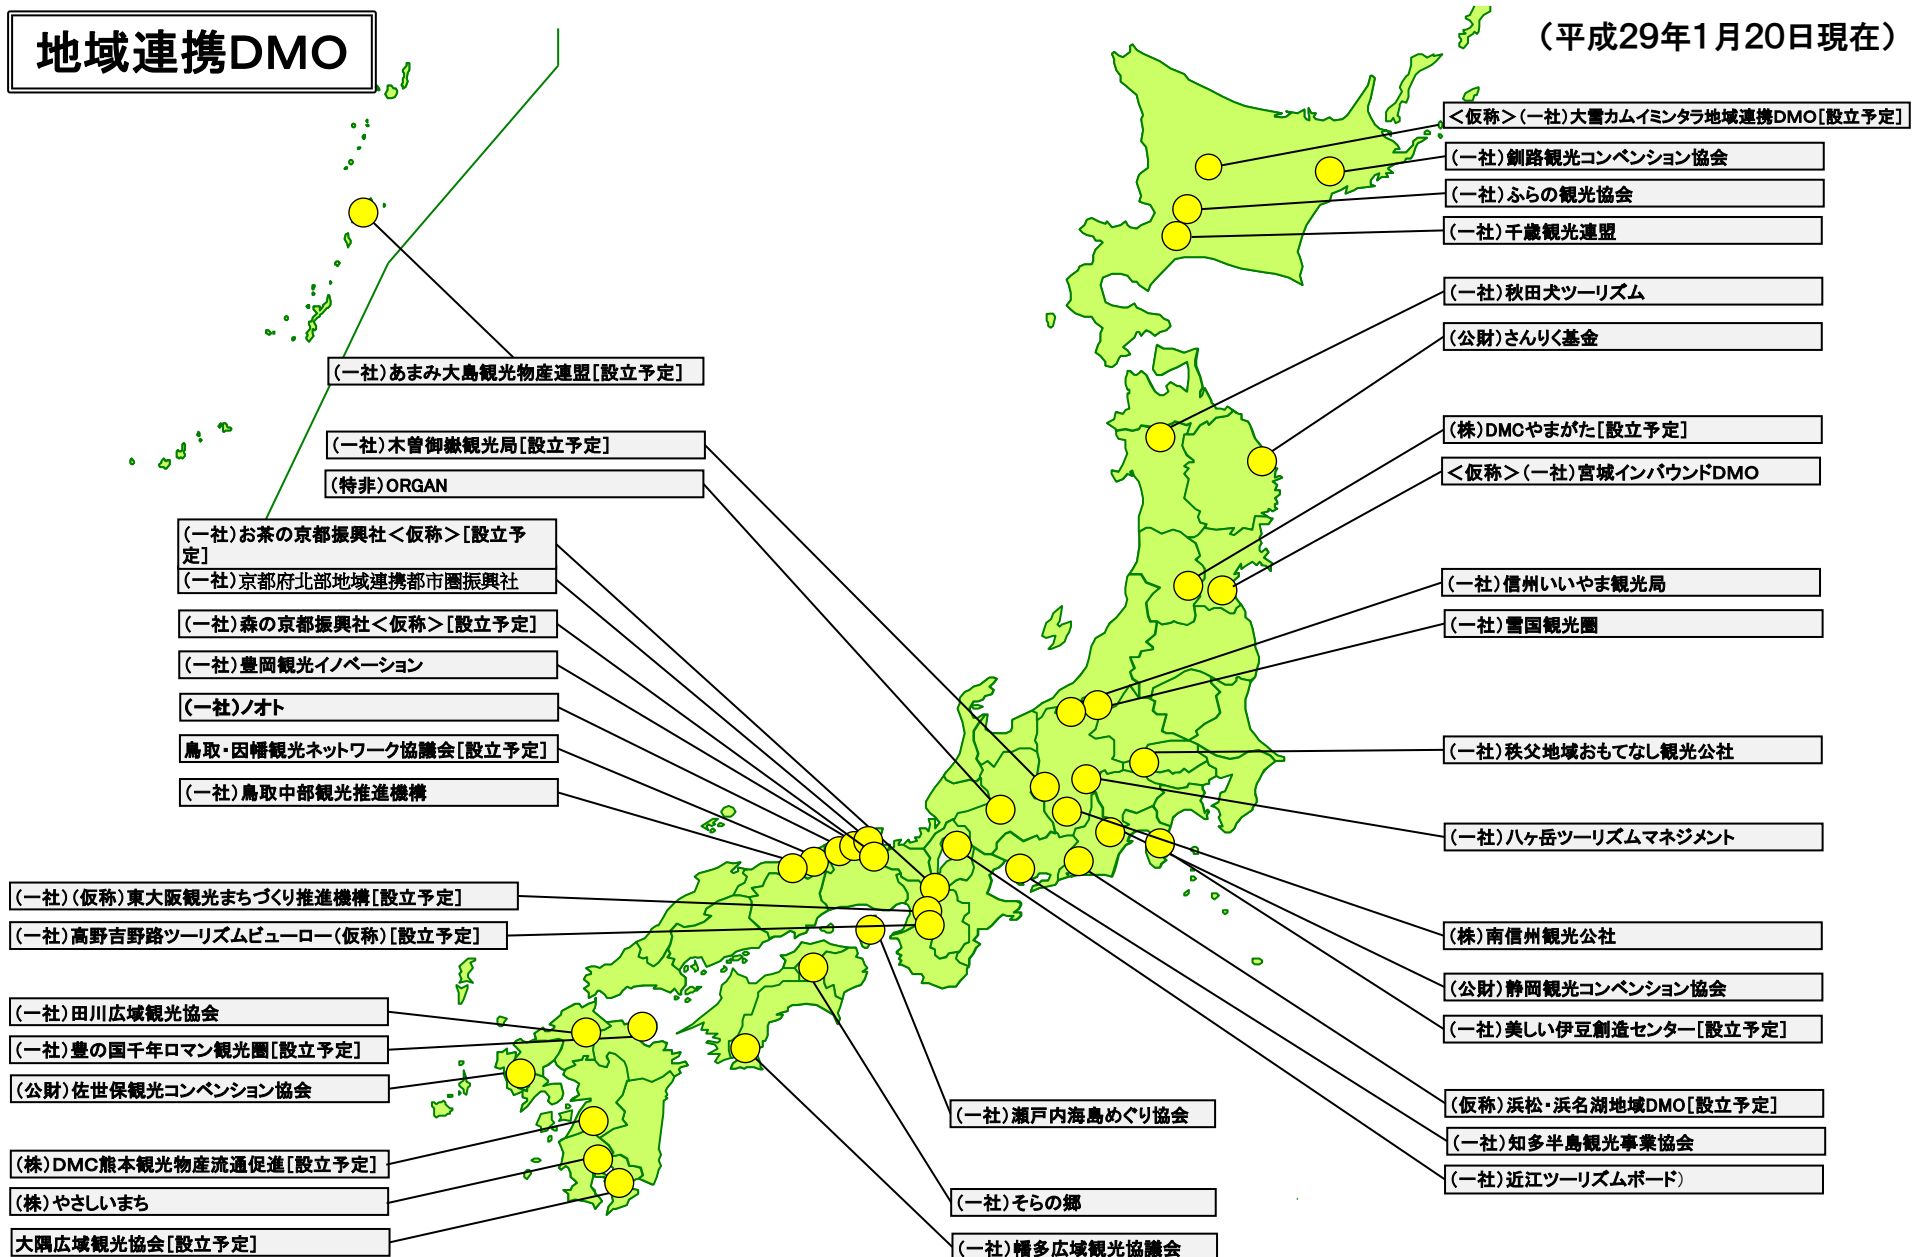 地域連携DMO
（平成29年1月20日現在）
＜仮称＞（一社）大雪カムイミンタラ地域連携DMO[設立予定]
（一社）釧路観光コンベンション協会
（一社）ふらの観光協会
（一社）千歳観光連盟
（一社）秋田犬ツーリズム
（公財）さんりく基金
（株）DMCやまがた[設立予定]
＜仮称＞（一社）宮城インバウンドDMO
（一社）信州いいやま観光局
（一社）雪国観光圏
（一社）秩父地域おもてなし観光公社
（一社）八ヶ岳ツーリズムマネジメント
（株）南信州観光公社
（公財）静岡観光コンベンション協会
（一社）美しい伊豆創造センター[設立予定]
（仮称）浜松・浜名湖地域DMO[設立予定]
（一社）知多半島観光事業協会
（一社）近江ツーリズムボード）
（一社）あまみ大島観光物産連盟[設立予定]
（一社）木曽御嶽観光局[設立予定]
（特非）ORGAN
（一社）お茶の京都振興社＜仮称＞[設立予
定]
（一社）京都府北部地域連携都市圏振興社
（一社）森の京都振興社＜仮称＞[設立予定]
（一社）豊岡観光イノベーション
（一社）ノオト
鳥取・因幡観光ネットワーク協議会[設立予定]
（一社）鳥取中部観光推進機構
（一社）（仮称）東大阪観光まちづくり推進機構[設立予定]
（一社）高野吉野路ツーリズムビューロー（仮称）[設立予定]
（一社）田川広域観光協会
（一社）豊の国千年ロマン観光圏[設立予定]
（公財）佐世保観光コンベンション協会
（株）DMC熊本観光物産流通促進[設立予定]
（株）やさしいまち
大隅広域観光協会[設立予定]
（一社）瀬戸内海島めぐり協会
（一社）そらの郷
（一社）幡多広域観光協議会